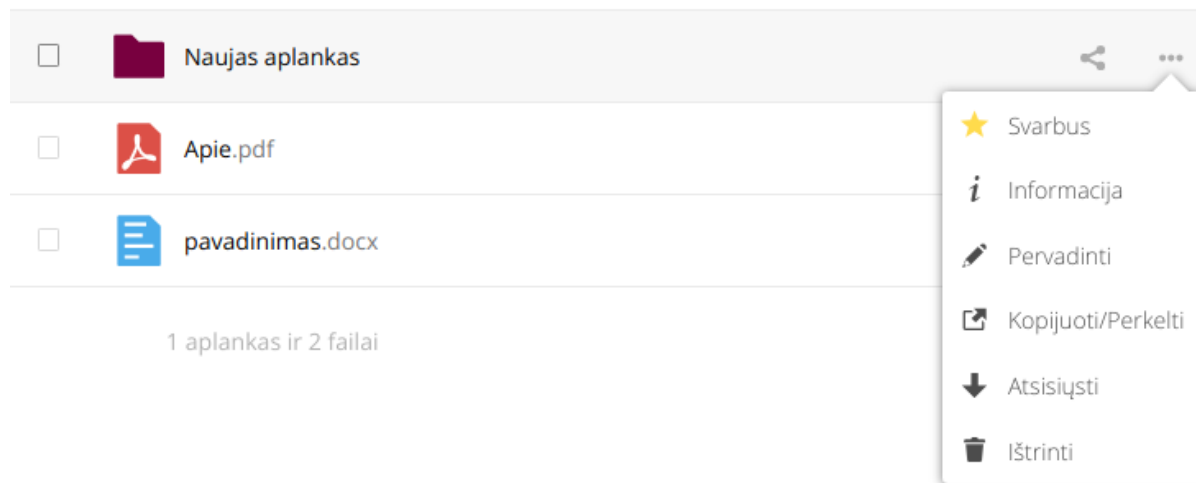 Naujas aplankas
Svarbus
Apie.pdf
Informacija
pavadinimas.docx
Pervadinti
Kopijuoti/Perkelti
1 aplankas ir 2 failai
Atsisiųsti
Ištrinti